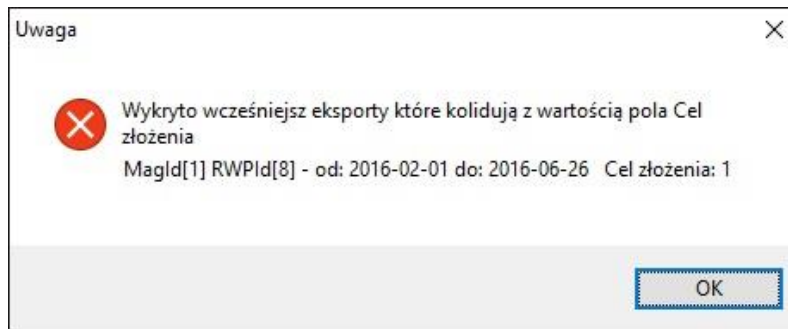 Uwaga
Wykryto wcześniejsz eksporty które kolidują z wartością pola Cel
złożenia
MagId[1] RWPId[8] - od: 2016-02-01 do: 2016-06-26 Cel złożenia: 1
OK